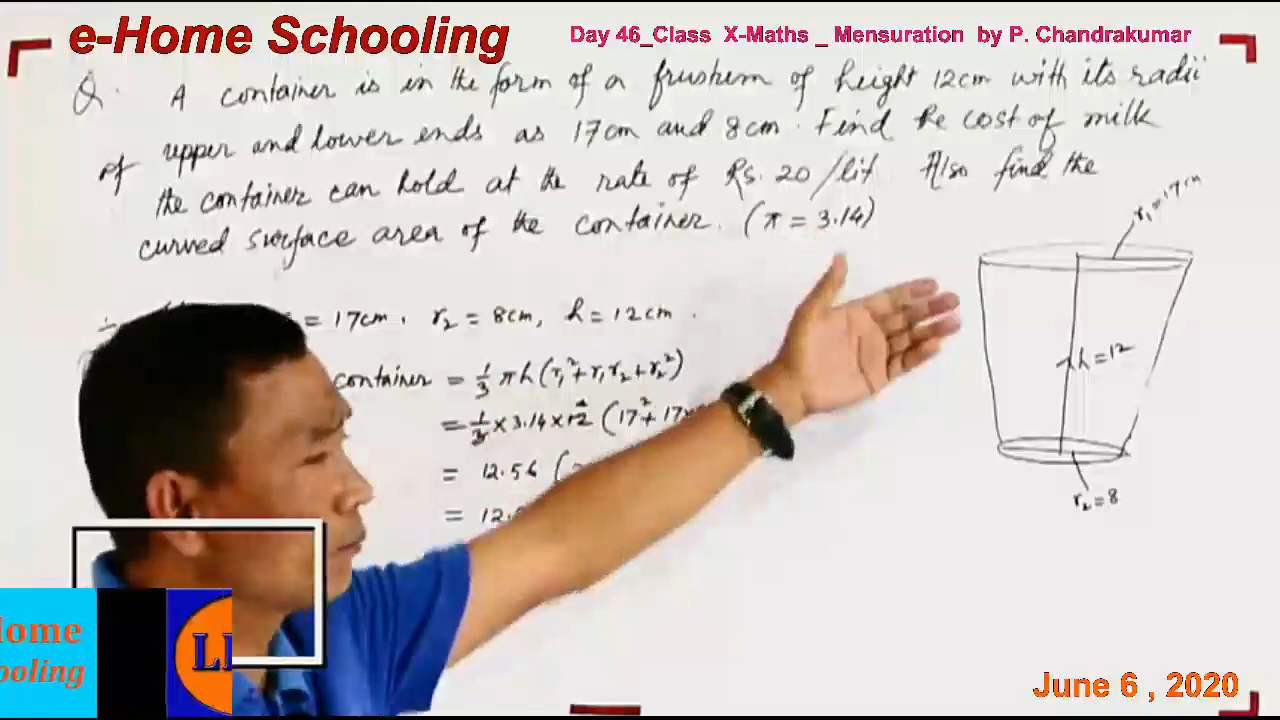 e-Home Schooling
Day 46_Class X-Maths _ Mensuration by P. Chandrakumar
Q. A container is in the form of a frustum of height 12cm with its radii
of upper and lower ends as 17cm and 8cm. Find the cost of milk
the container can hold at the rate of Rs. 20/lit Also find the
curved surface area of the container. (π = 3.14)
r₁ = 17cm
= 17cm, r₂ = 8cm, h = 12cm.
h = 12
container = 1/3 πh(r₁²+r₁r₂+r₂²)
= 1/3 × 3.14 × 12 (17²+17×
= 12.56 (
r₂ = 8
= 12.
Home
ooling
June 6 , 2020